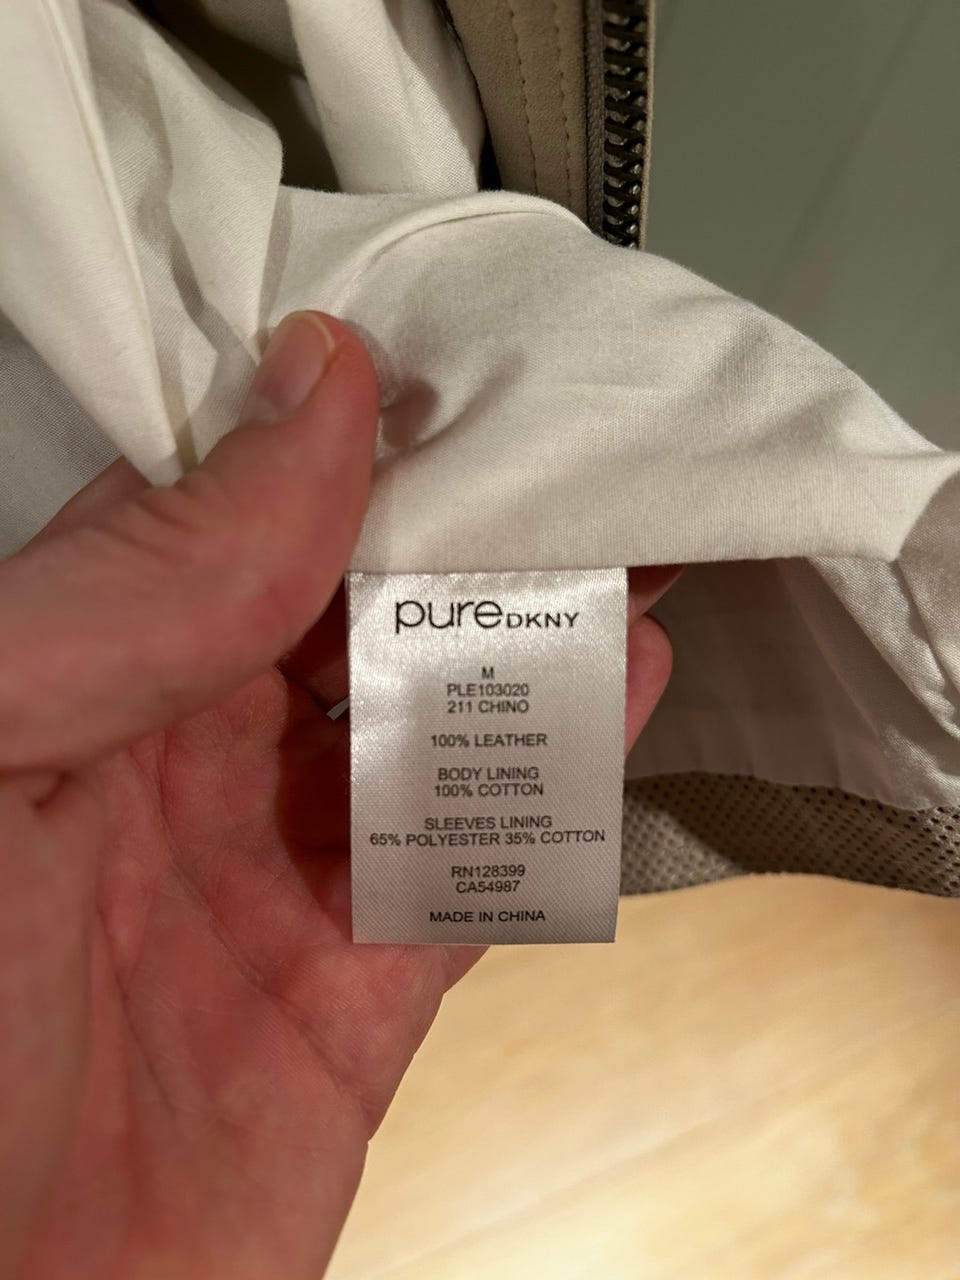 pureDKNY
M
PLE103020
211 CHINO
100% LEATHER
BODY LINING
100% COTTON
SLEEVES LINING
65% POLYESTER 35% COTTON
RN128399
CA54987
MADE IN CHINA